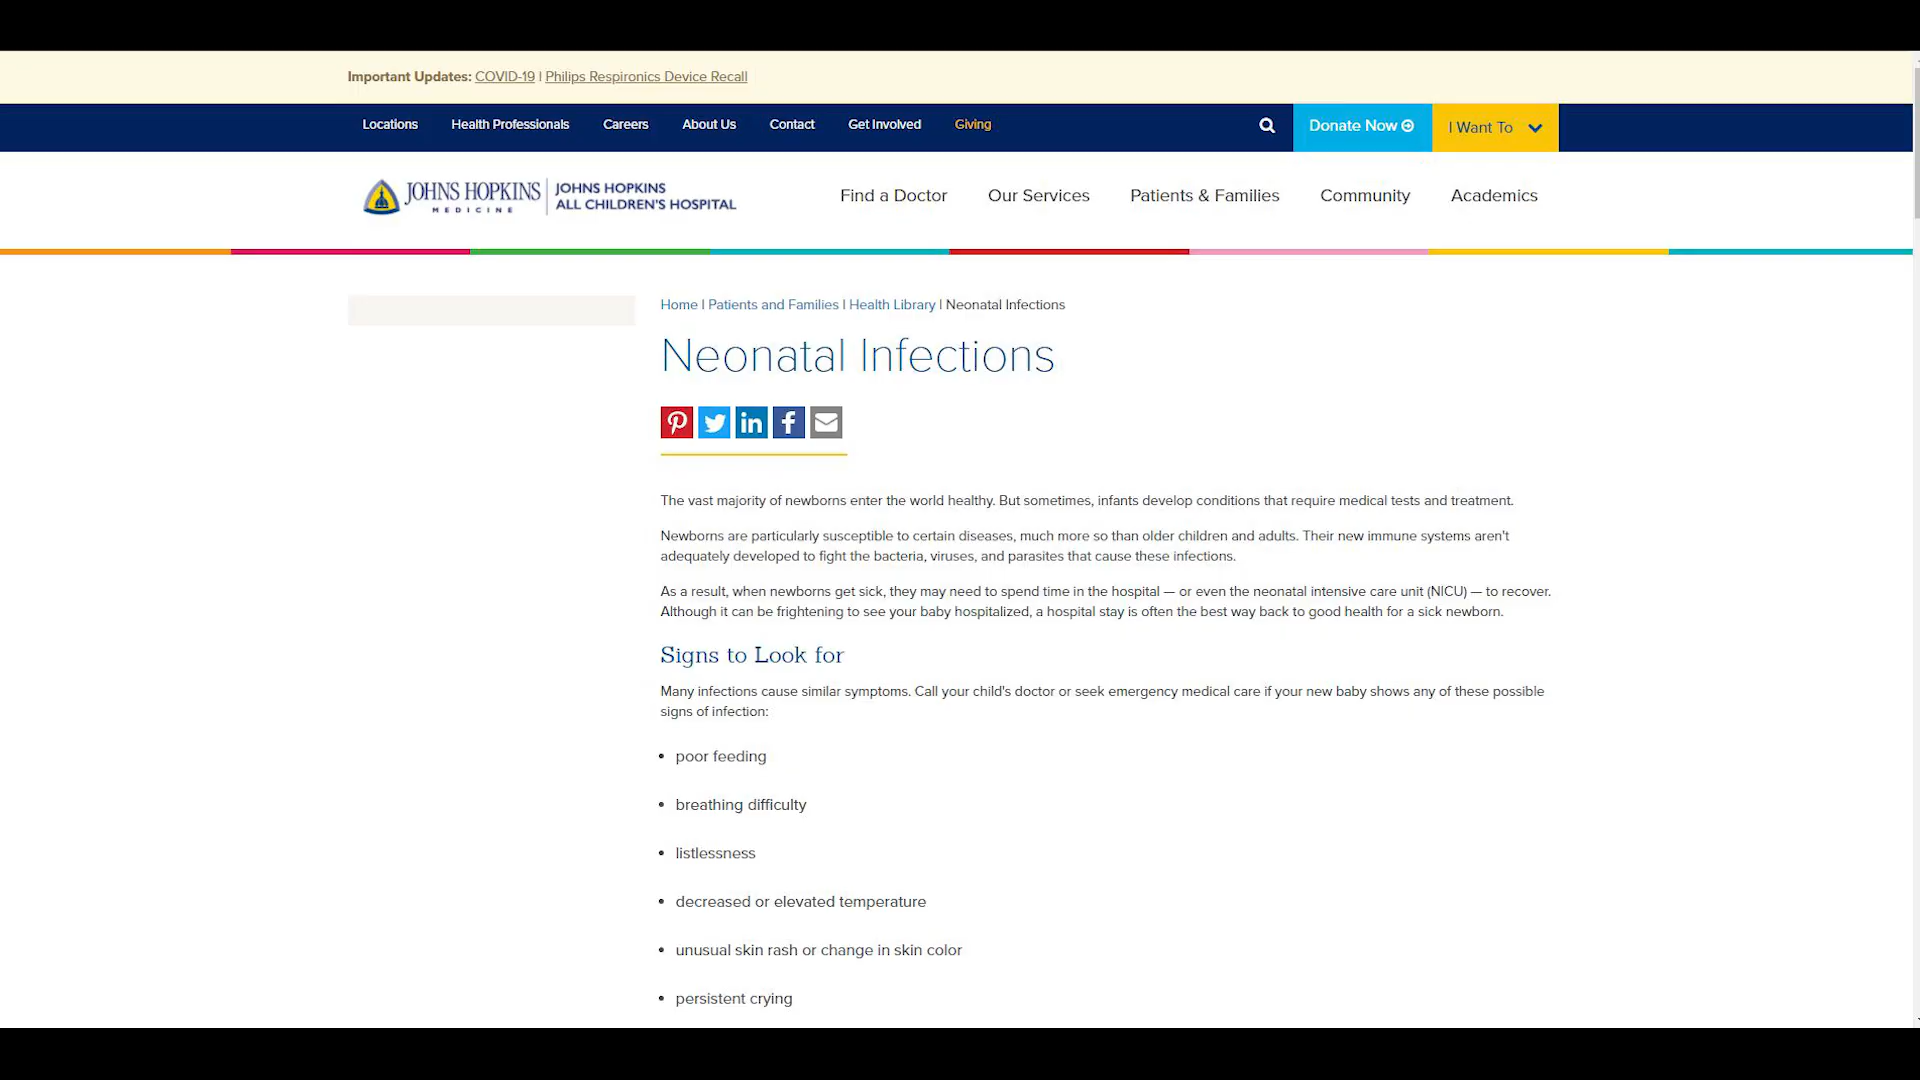 Important Updates: COVID-19 | Philips Respironics Device Recall
Locations Health Professionals Careers About Us Contact Get Involved Giving Donate Now I Want To
JOHNS HOPKINS
MEDICINE
JOHNS HOPKINS
ALL CHILDREN'S HOSPITAL
Find a Doctor Our Services Patients & Families Community Academics
Home | Patients and Families | Health Library | Neonatal Infections
Neonatal Infections
The vast majority of newborns enter the world healthy. But sometimes, infants develop conditions that require medical tests and treatment.
Newborns are particularly susceptible to certain diseases, much more so than older children and adults. Their new immune systems aren't
adequately developed to fight the bacteria, viruses, and parasites that cause these infections.
As a result, when newborns get sick, they may need to spend time in the hospital — or even the neonatal intensive care unit (NICU) — to recover.
Although it can be frightening to see your baby hospitalized, a hospital stay is often the best way back to good health for a sick newborn.
Signs to Look for
Many infections cause similar symptoms. Call your child's doctor or seek emergency medical care if your new baby shows any of these possible
signs of infection:
• poor feeding
• breathing difficulty
• listlessness
• decreased or elevated temperature
• unusual skin rash or change in skin color
• persistent crying